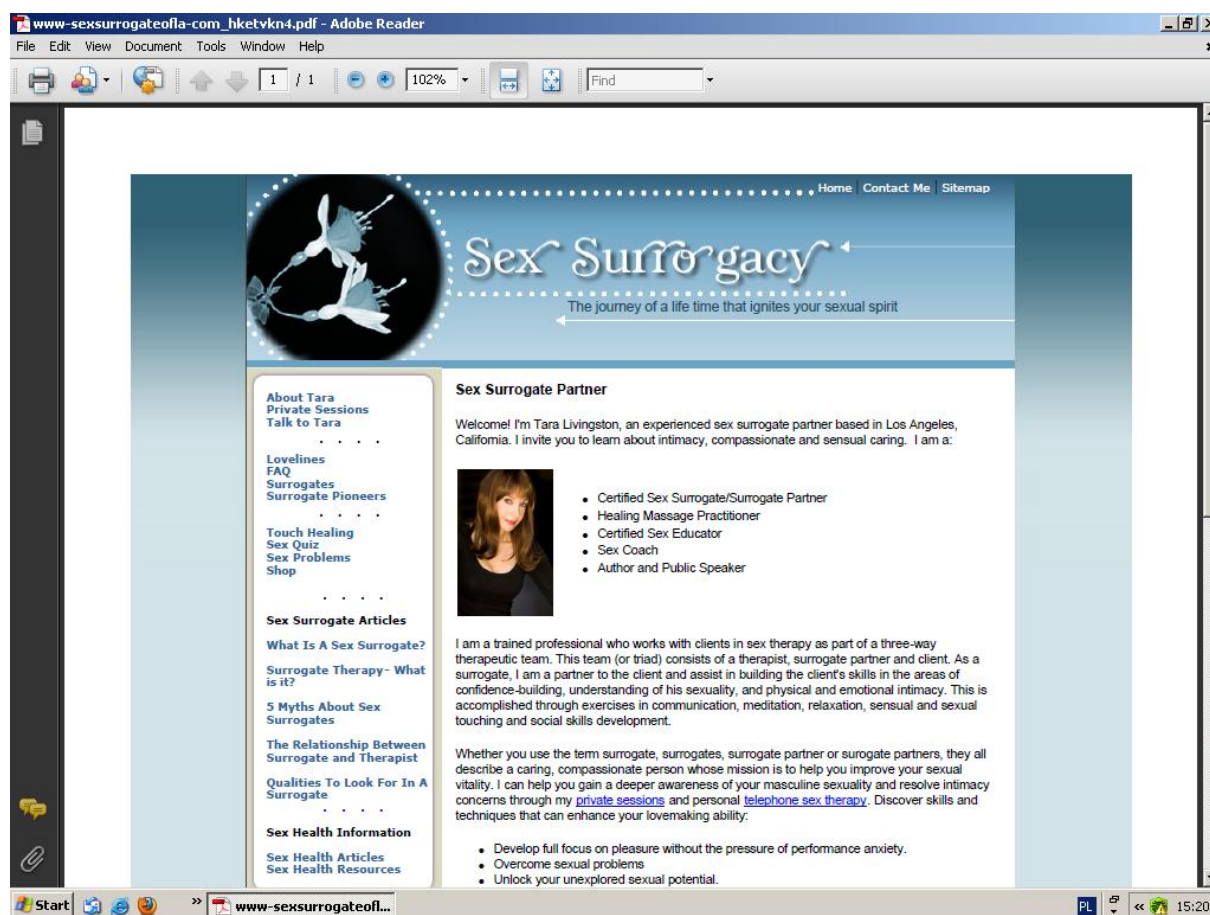 www-sexsurrogateofla-com_hketvkn4.pdf - Adobe Reader
File Edit View Document Tools Window Help
1 / 1 102% Find
Home Contact Me Sitemap
Sex Surrogacy
The journey of a life time that ignites your sexual spirit
About Tara
Private Sessions
Talk to Tara
Lovelines
FAQ
Surrogates
Surrogate Pioneers
Touch Healing
Sex Quiz
Sex Problems
Shop
Sex Surrogate Articles
What Is A Sex Surrogate?
Surrogate Therapy- What
is it?
5 Myths About Sex
Surrogates
The Relationship Between
Surrogate and Therapist
Qualities To Look For In A
Surrogate
Sex Health Information
Sex Health Articles
Sex Health Resources
Sex Surrogate Partner
Welcome! I'm Tara Livingston, an experienced sex surrogate partner based in Los Angeles,
California. I invite you to learn about intimacy, compassionate and sensual caring. I am a:
• Certified Sex Surrogate/Surrogate Partner
• Healing Massage Practitioner
• Certified Sex Educator
• Sex Coach
• Author and Public Speaker
I am a trained professional who works with clients in sex therapy as part of a three-way
therapeutic team. This team (or triad) consists of a therapist, surrogate partner and client. As a
surrogate, I am a partner to the client and assist in building the client's skills in the areas of
confidence-building, understanding of his sexuality, and physical and emotional intimacy. This is
accomplished through exercises in communication, meditation, relaxation, sensual and sexual
touching and social skills development.
Whether you use the term surrogate, surrogates, surrogate partner or surogate partners, they all
describe a caring, compassionate person whose mission is to help you improve your sexual
vitality. I can help you gain a deeper awareness of your masculine sexuality and resolve intimacy
concerns through my private sessions and personal telephone sex therapy. Discover skills and
techniques that can enhance your lovemaking ability:
• Develop full focus on pleasure without the pressure of performance anxiety.
• Overcome sexual problems
• Unlock your unexplored sexual potential.
Start » www-sexsurrogateofl... PL « 15:20